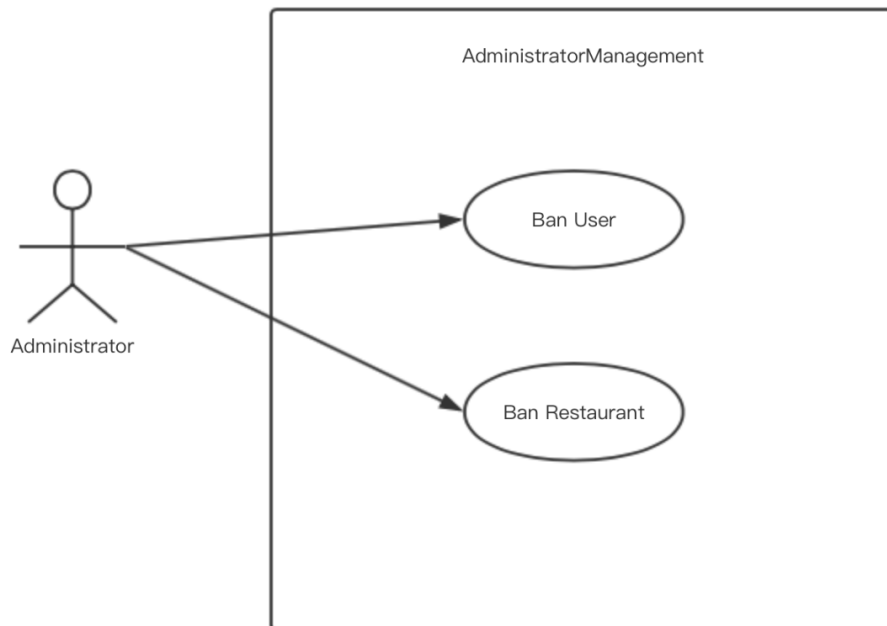 AdministratorManagement
Ban User
Administrator
Ban Restaurant